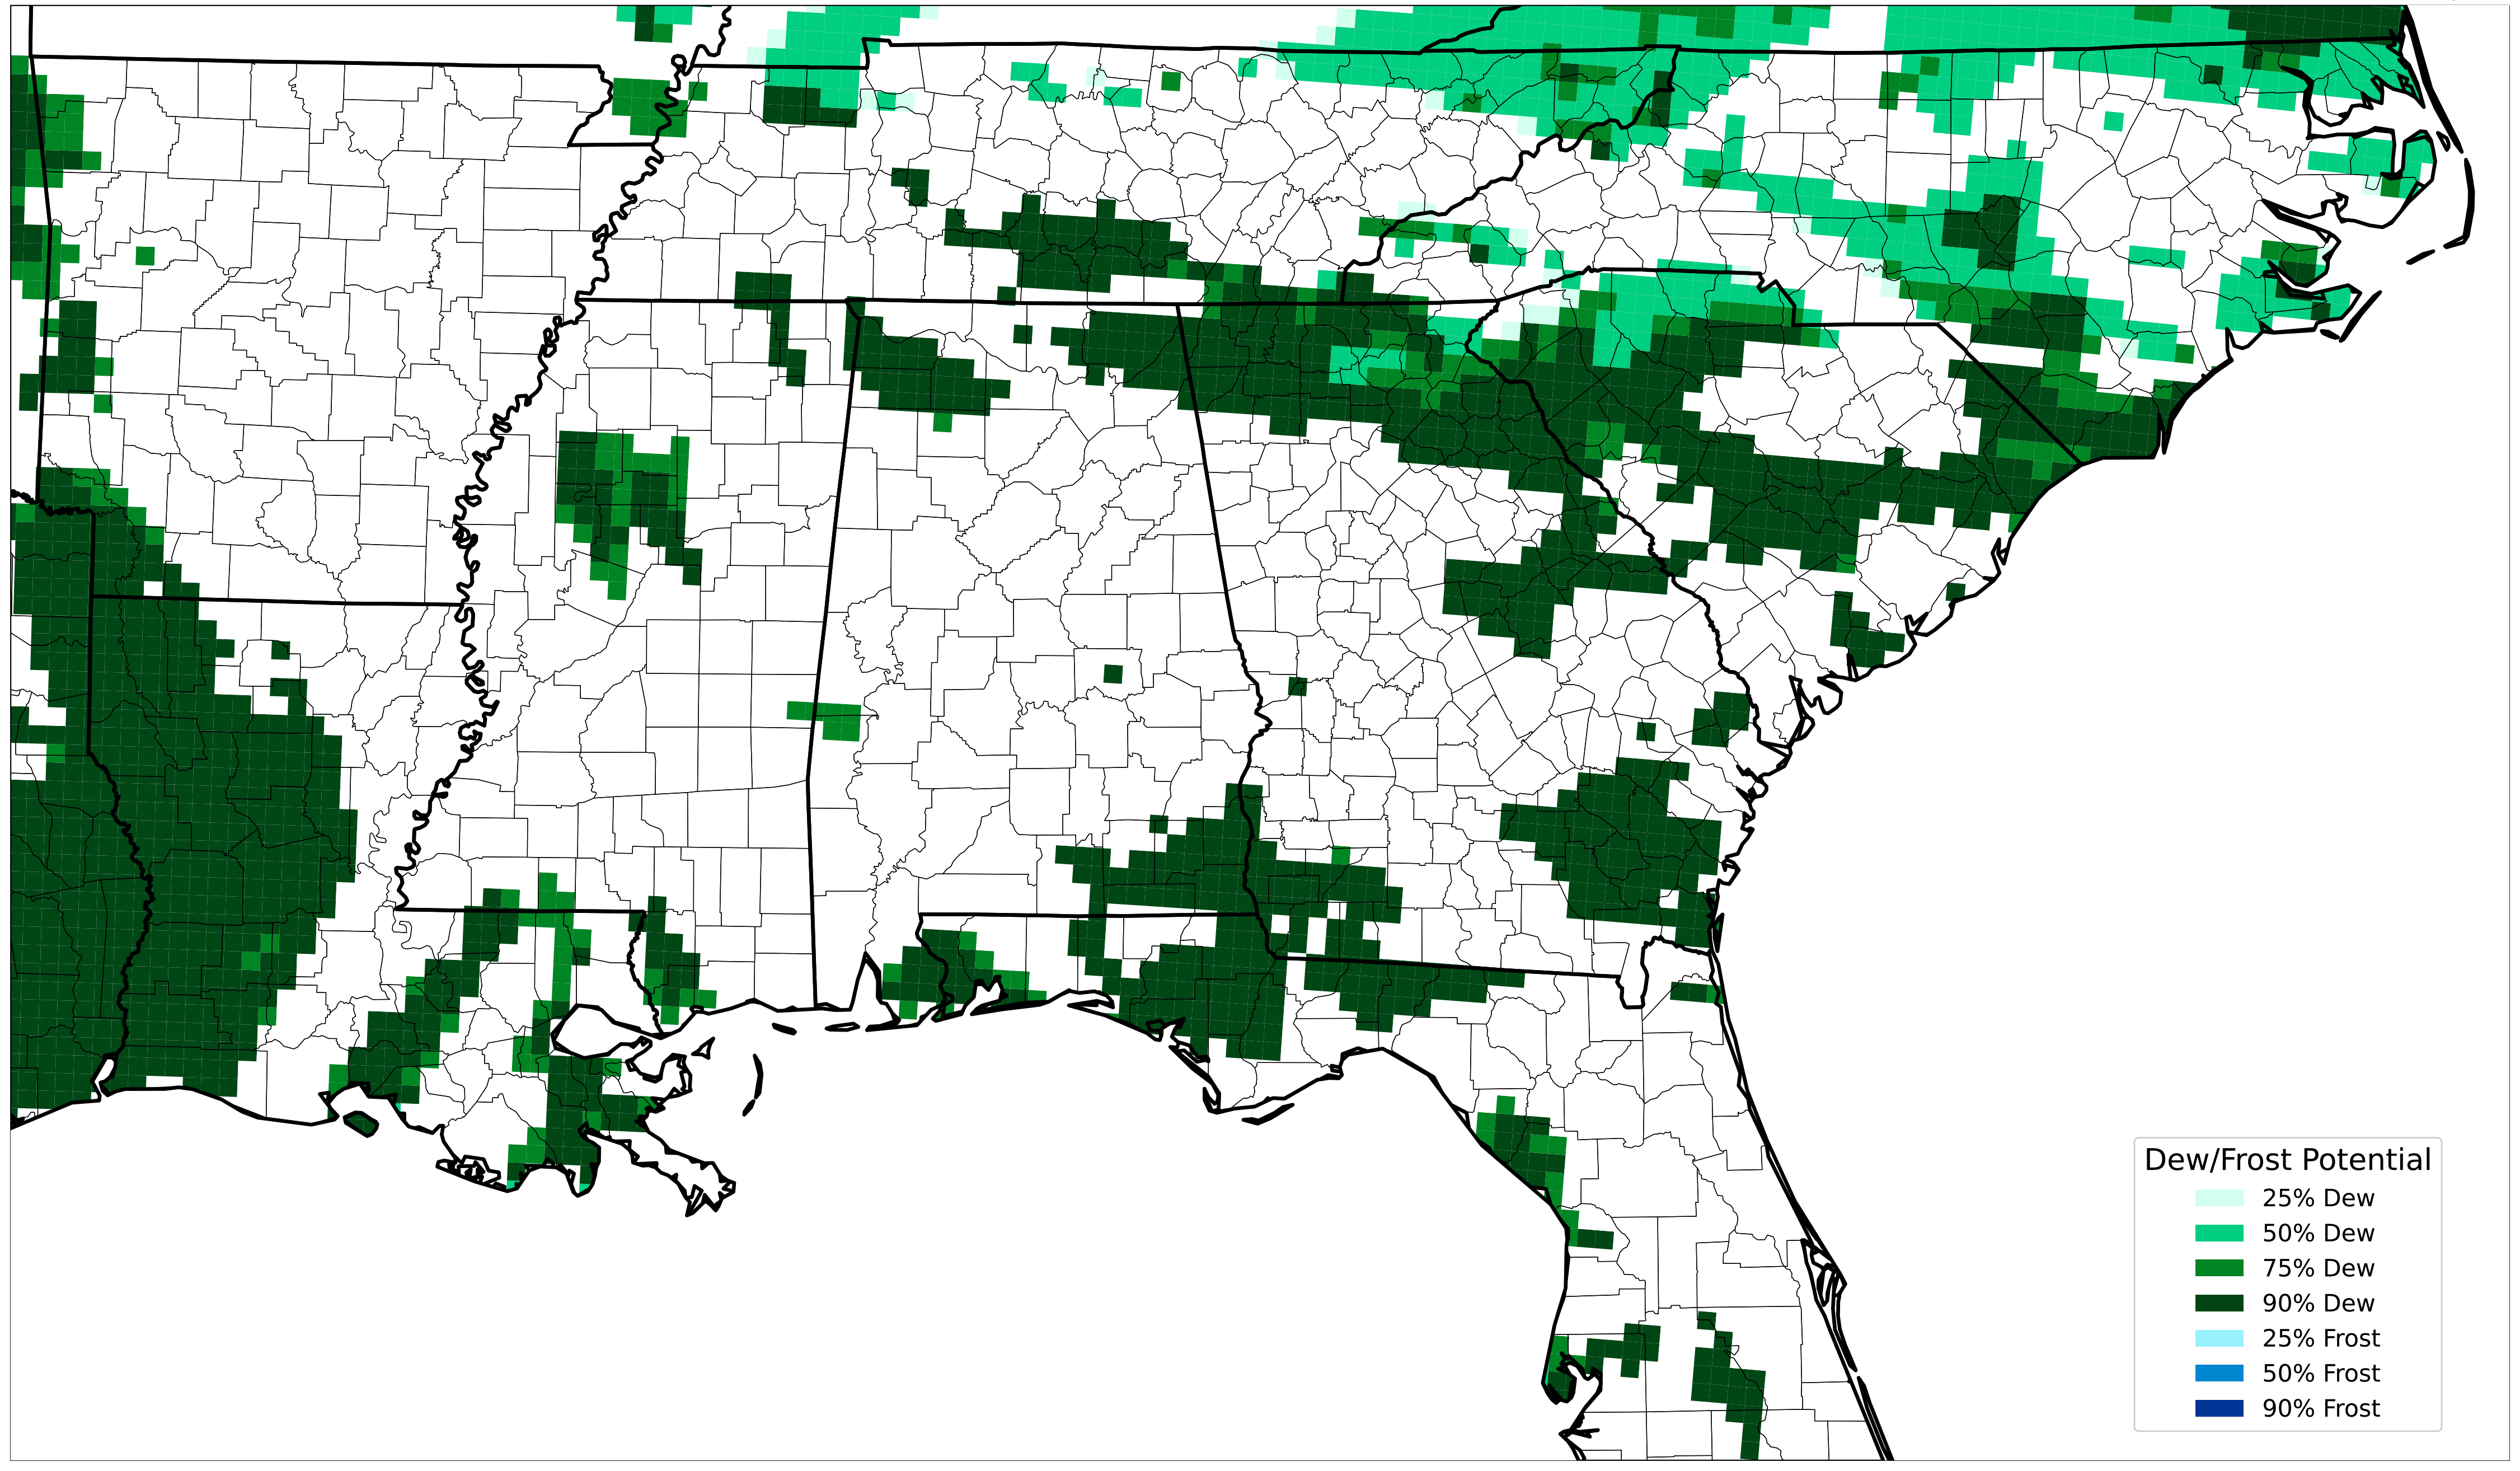 Dew/Frost Potential
25% Dew
50% Dew
75% Dew
90% Dew
25% Frost
50% Frost
90% Frost